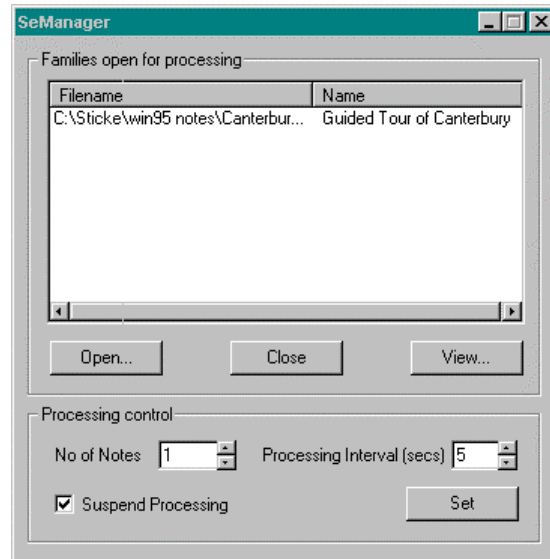 SeManager
Families open for processing
Filename Name
C:\Sticke\win95 notes\Canterbur... Guided Tour of Canterbury
Open... Close View...
Processing control
No of Notes 1 Processing Interval (secs) 5
Suspend Processing Set